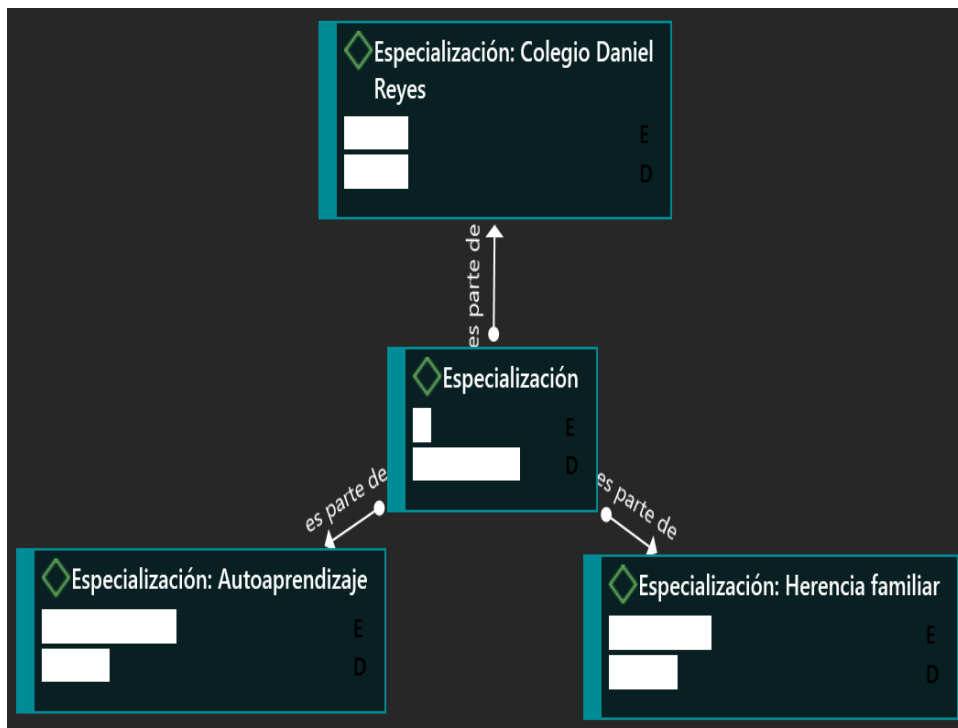 Especialización: Colegio Daniel
Reyes
E
D
es parte de
Especialización
E
D
es parte de
es parte de
Especialización: Autoaprendizaje
E
D
Especialización: Herencia familiar
E
D